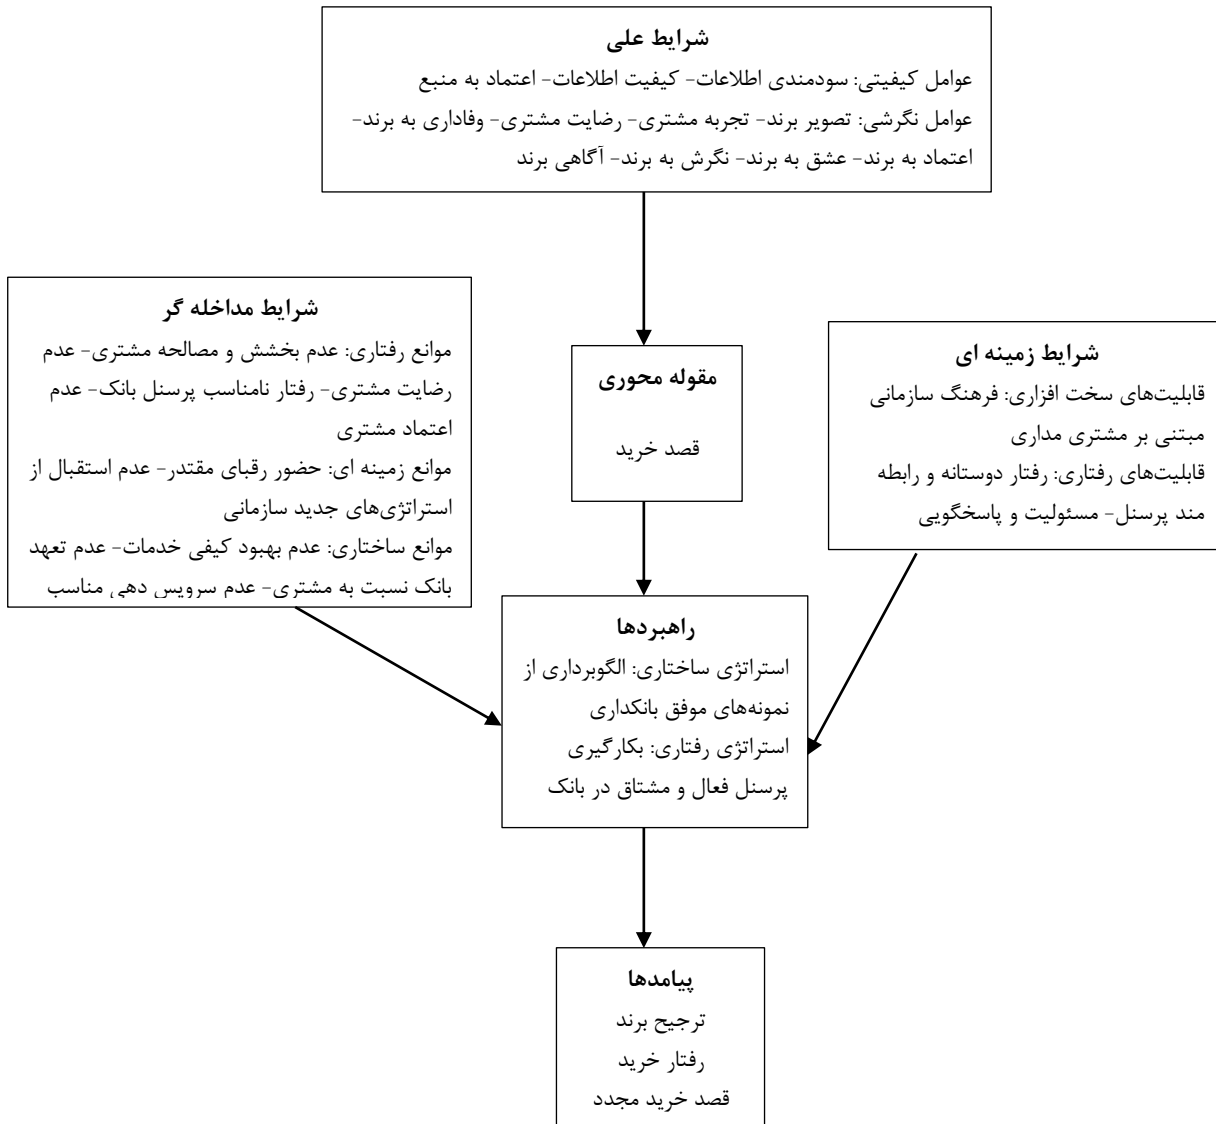 شرایط علی
عوامل کیفیتی: سودمندی اطلاعات- کیفیت اطلاعات- اعتماد به منبع
عوامل نگرشی: تصویر برند- تجربه مشتری- رضایت مشتری- وفاداری به برند-
اعتماد به برند- عشق به برند- نگرش به برند- آگاهی برند
شرایط مداخله گر
موانع رفتاری: عدم بخشش و مصالحه مشتری- عدم
رضایت مشتری- رفتار نامناسب پرسنل بانک- عدم
اعتماد مشتری
موانع زمینه ای: حضور رقبای مقتدر- عدم استقبال از
استراتژی‌های جدید سازمانی
موانع ساختاری: عدم بهبود کیفی خدمات- عدم تعهد
بانک نسبت به مشتری- عدم سرویس دهی مناسب
مقوله محوری
قصد خرید
شرایط زمینه ای
قابلیت‌های سخت افزاری: فرهنگ سازمانی
مبتنی بر مشتری مداری
قابلیت‌های رفتاری: رفتار دوستانه و رابطه
مند پرسنل- مسئولیت و پاسخگویی
راهبردها
استراتژی ساختاری: الگوبرداری از
نمونه‌های موفق بانکداری
استراتژی رفتاری: بکارگیری
پرسنل فعال و مشتاق در بانک
پیامدها
ترجیح برند
رفتار خرید
قصد خرید مجدد